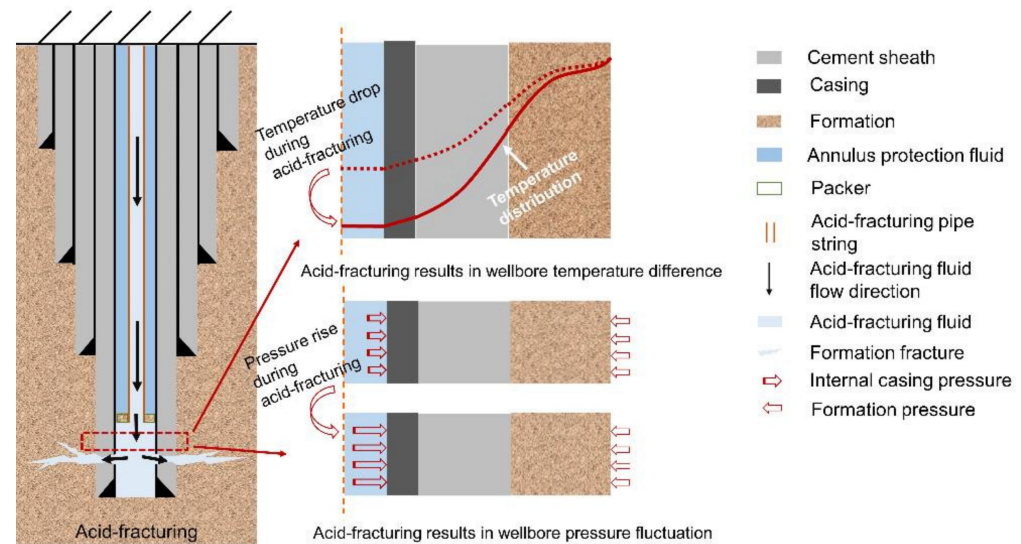 Temperature drop
during
acid-fracturing
Temperature
distribution
Acid-fracturing results in wellbore temperature difference
Pressure rise
during
acid-fracturing
Acid-fracturing results in wellbore pressure fluctuation
Acid-fracturing
Cement sheath
Casing
Formation
Annulus protection fluid
Packer
Acid-fracturing pipe
string
Acid-fracturing fluid
flow direction
Acid-fracturing fluid
Formation fracture
Internal casing pressure
Formation pressure